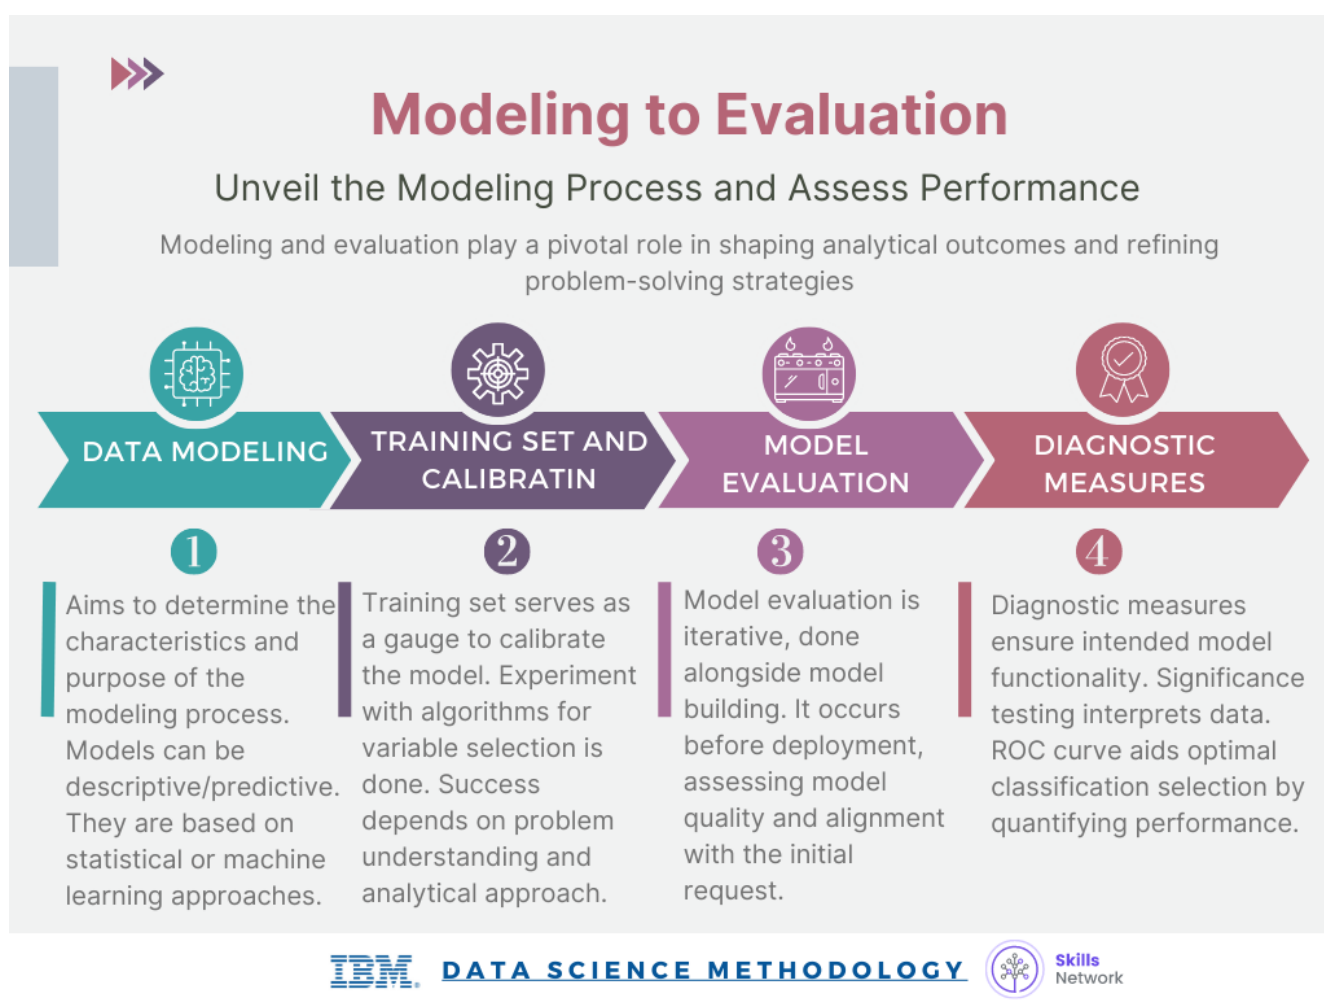 Modeling to Evaluation
Unveil the Modeling Process and Assess Performance
Modeling and evaluation play a pivotal role in shaping analytical outcomes and refining
problem-solving strategies
DATA MODELING
TRAINING SET AND
CALIBRATIN
MODEL
EVALUATION
DIAGNOSTIC
MEASURES
1
Aims to determine the
characteristics and
purpose of the
modeling process.
Models can be
descriptive/predictive.
They are based on
statistical or machine
learning approaches.
2
Training set serves as
a gauge to calibrate
the model. Experiment
with algorithms for
variable selection is
done. Success
depends on problem
understanding and
analytical approach.
3
Model evaluation is
iterative, done
alongside model
building. It occurs
before deployment,
assessing model
quality and alignment
with the initial
request.
4
Diagnostic measures
ensure intended model
functionality. Significance
testing interprets data.
ROC curve aids optimal
classification selection by
quantifying performance.
IBM.
DATA SCIENCE METHODOLOGY
Skills
Network